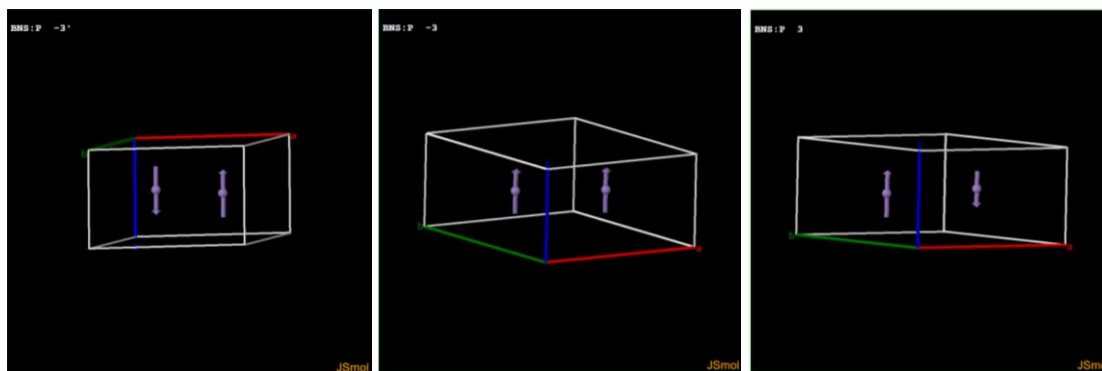 BNS:P -3'
b
a
JSmol
BNS:P -3
b
a
JSmol
BNS:P 3
b
a
JSmol